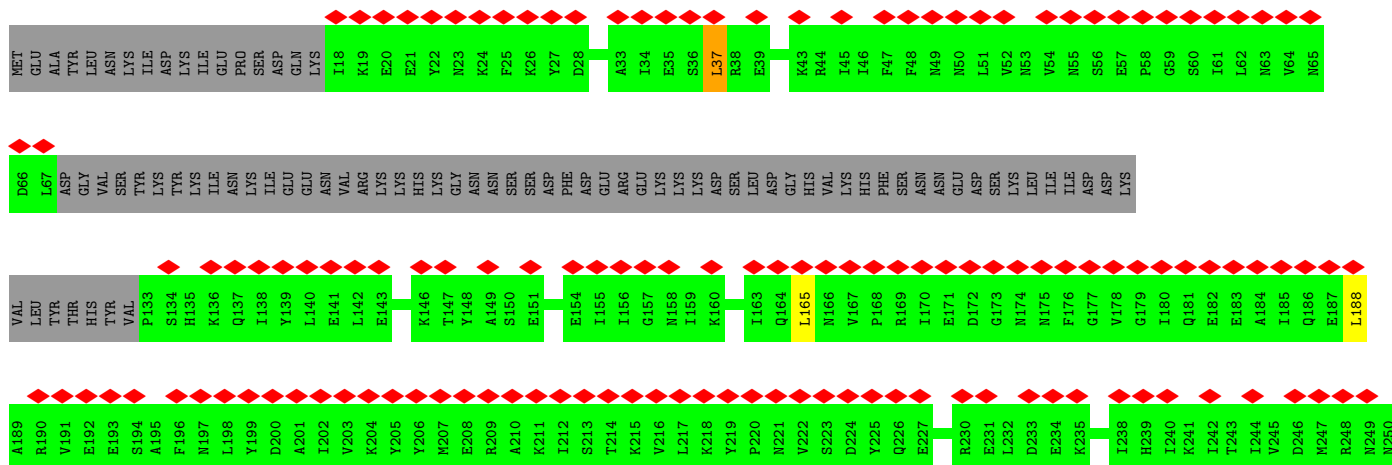 MET GLU ALA TYR LEU ASN LYS ILE ASP LYS ILE GLU PRO SER ASP GLN LYS I18 K19 E20 E21 Y22 N23 K24 F25 K26 Y27 D28 A33 I34 E35 S36 L37 R38 E39 K43 R44 I45 I46 F47 F48 N49 N50 L51 V52 N53 V54 N55 S56 E57 P58 G59 S60 I61 L62 N63 V64 N65
D66 L67 ASP GLY VAL SER TYR LYS TYR LYS ILE ASN LYS ILE GLU GLU ASN VAL ARG LYS LYS HIS LYS GLY ASN ASN SER SER ASP PHE ASP GLU ARG GLU LYS LYS LYS ASP SER LEU ASP GLY HIS VAL LYS HIS PHE SER ASN ASN GLU ASP SER LYS LEU ILE ILE ASP ASP LYS
VAL LEU TYR THR HIS TYR VAL P133 S134 H135 K136 Q137 I138 Y139 L140 E141 L142 E143 K146 T147 Y148 A149 S150 E151 E154 I155 I156 G157 N158 I159 K160 I163 Q164 L165 N166 V167 P168 R169 I170 E171 D172 G173 N174 N175 F176 G177 V178 G179 I180 Q181 E182 E183 A184 I185 Q186 E187 L188
A189 R190 V191 E192 E193 S194 A195 F196 N197 L198 Y199 D200 A201 I202 V203 K204 Y205 Y206 M207 E208 R209 A210 K211 I212 S213 T214 K215 V216 L217 K218 Y219 P220 N221 V222 S223 D224 Y225 Q226 E227 R230 E231 L232 D233 E234 K235 I238 H239 I240 K241 I242 T243 I244 V245 D246 M247 R248 N249 N250